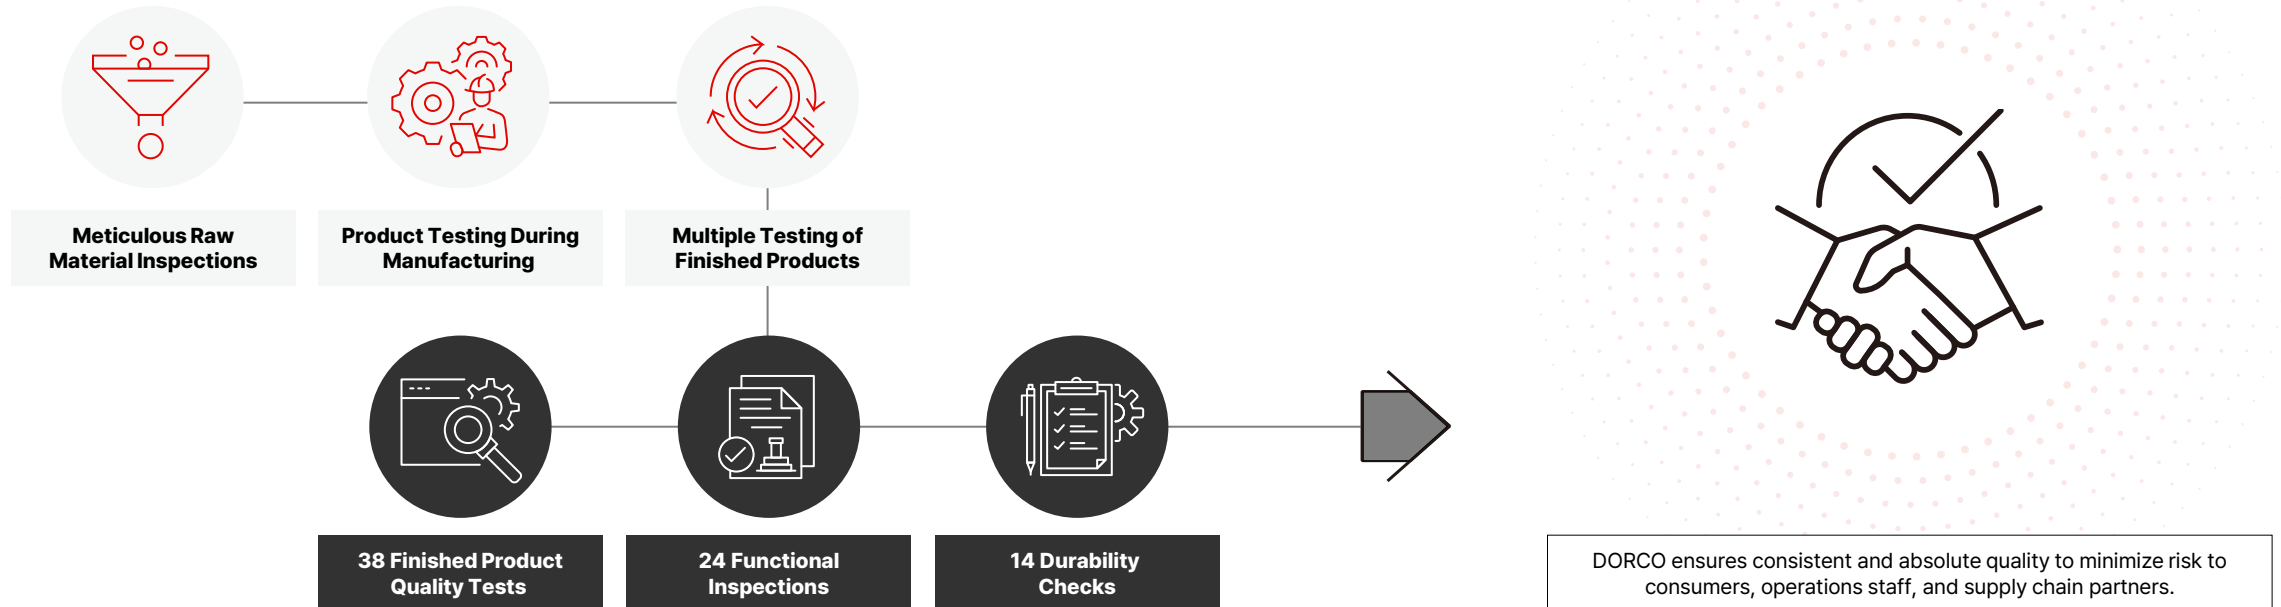 Meticulous Raw
Material Inspections
Product Testing During
Manufacturing
Multiple Testing of
Finished Products
38 Finished Product
Quality Tests
24 Functional
Inspections
14 Durability
Checks
DORCO ensures consistent and absolute quality to minimize risk to
consumers, operations staff, and supply chain partners.